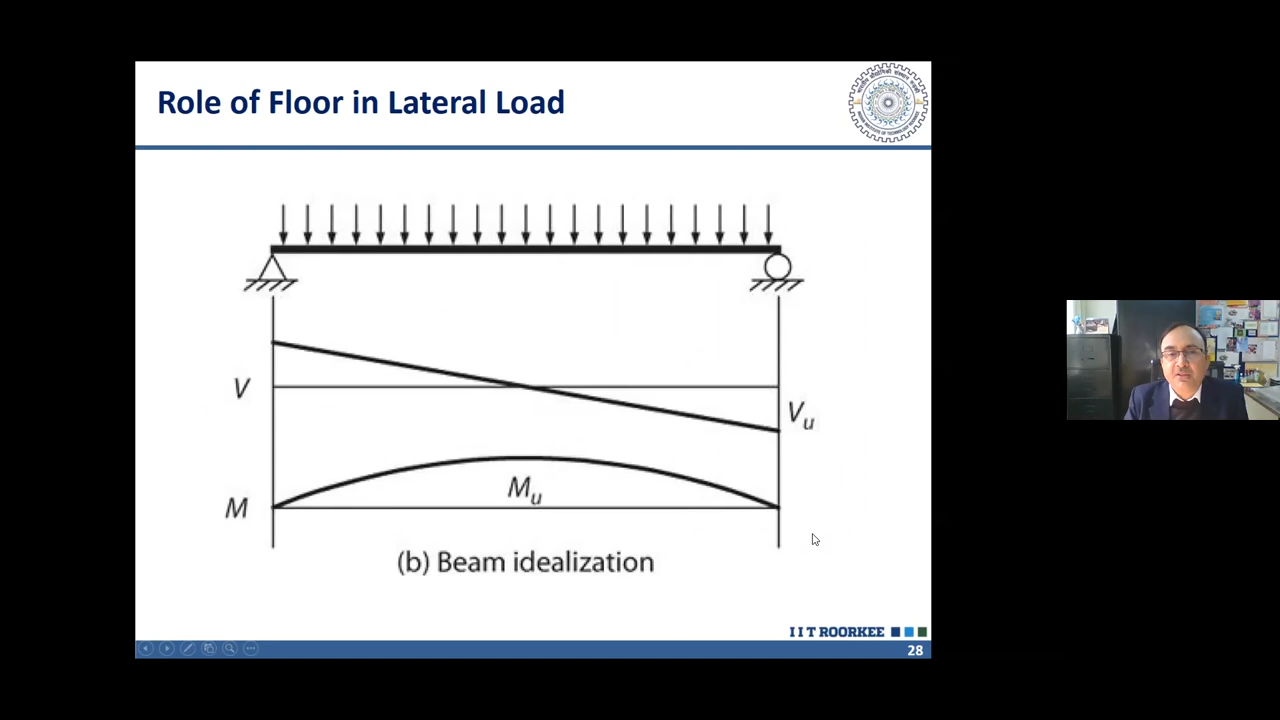 Role of Floor in Lateral Load
V
V_u
M_u
M
(b) Beam idealization
I I T ROORKEE
28